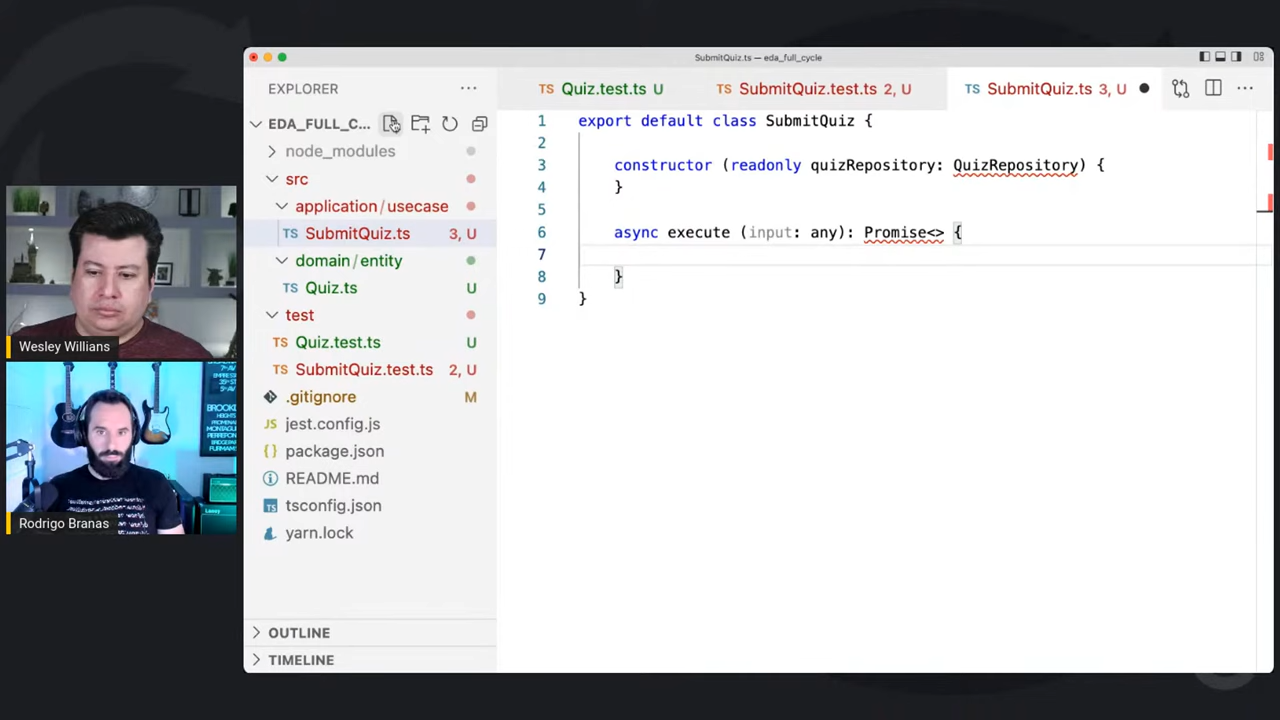 SubmitQuiz.ts — eda_full_cycle
EXPLORER
EDA_FULL_C...
node_modules
src
application/usecase
TS SubmitQuiz.ts 3, U
domain/entity
TS Quiz.ts U
test
TS Quiz.test.ts U
TS SubmitQuiz.test.ts 2, U
.gitignore M
jest.config.js
{} package.json
README.md
TS tsconfig.json
yarn.lock
OUTLINE
TIMELINE
TS Quiz.test.ts U
TS SubmitQuiz.test.ts 2, U
TS SubmitQuiz.ts 3, U
1 export default class SubmitQuiz {
2
3 constructor (readonly quizRepository: QuizRepository) {
4 }
5
6 async execute (input: any): Promise<> {
7
8 }
9 }
Wesley Willians
Rodrigo Branas